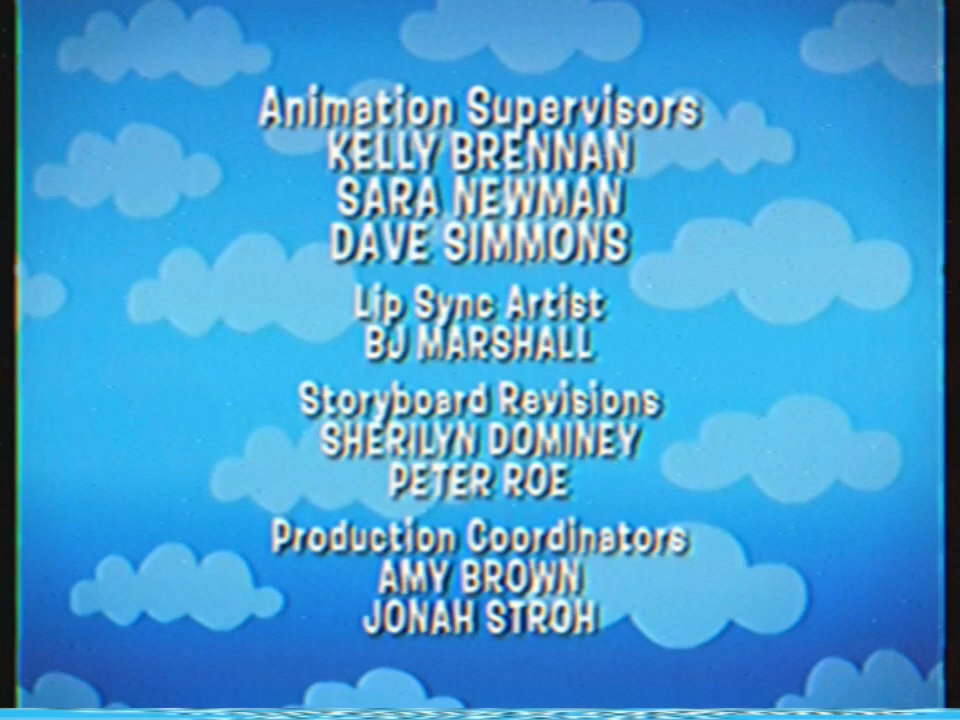 Animation Supervisors
KELLY BRENNAN
SARA NEWMAN
DAVE SIMMONS
Lip Sync Artist
BJ MARSHALL
Storyboard Revisions
SHERILYN DOMINEY
PETER ROE
Production Coordinators
AMY BROWN
JONAH STROH